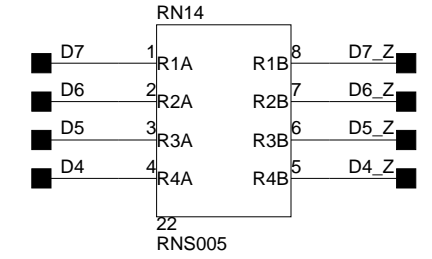 RN14
D7 1 R1A R1B 8 D7_Z
D6 2 R2A R2B 7 D6_Z
D5 3 R3A R3B 6 D5_Z
D4 4 R4A R4B 5 D4_Z
22
RNS005